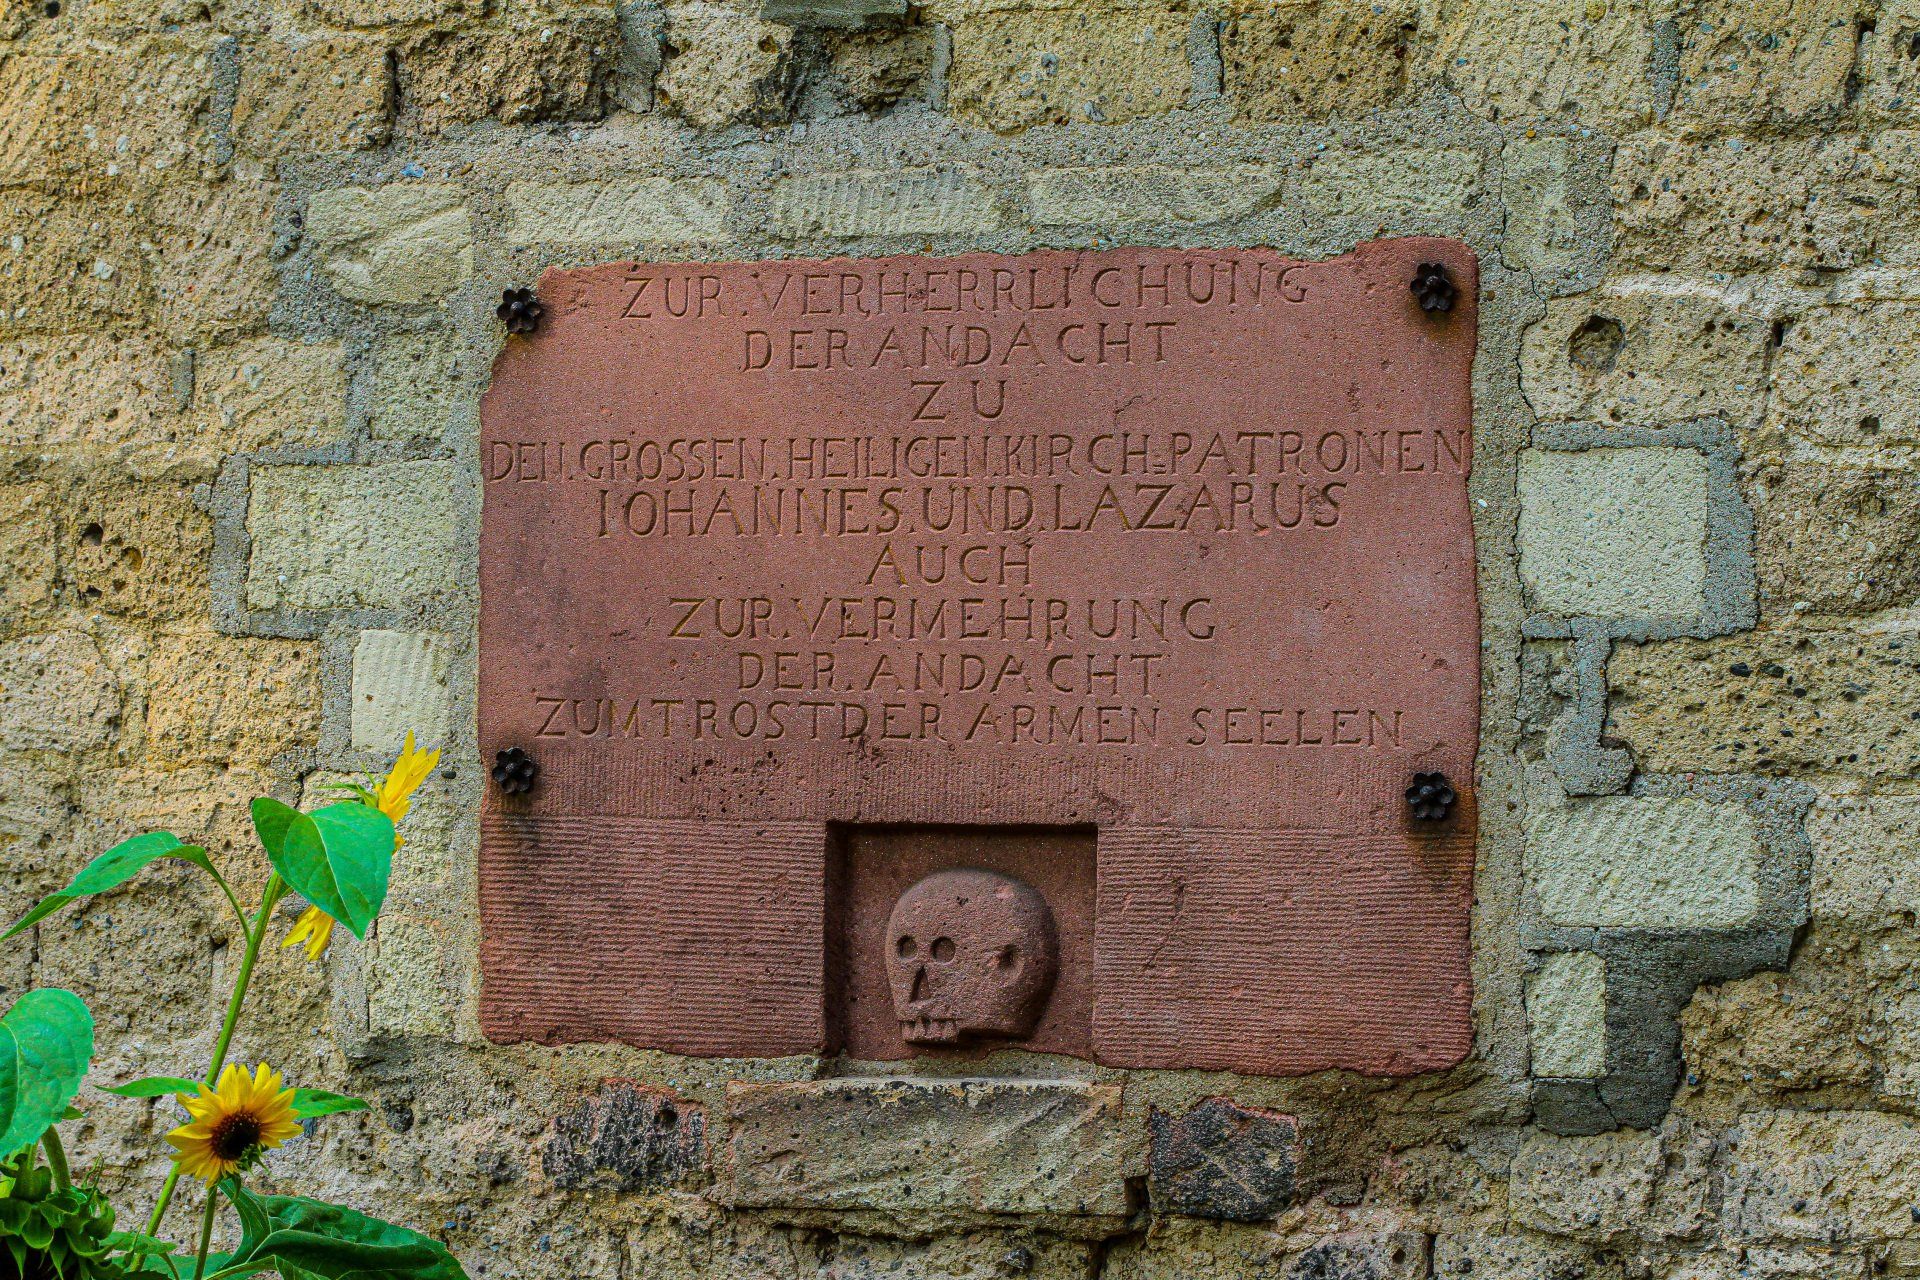 ZUR.VERHERRLICHUNG
DER ANDACHT
ZU
DEN.GROSSEN.HEILIGEN.KIRCH=PATRONEN
IOHANNES.UND.LAZARUS
AUCH
ZUR.VERMEHRUNG
DER.ANDACHT
ZUM TROST DER ARMEN SEELEN